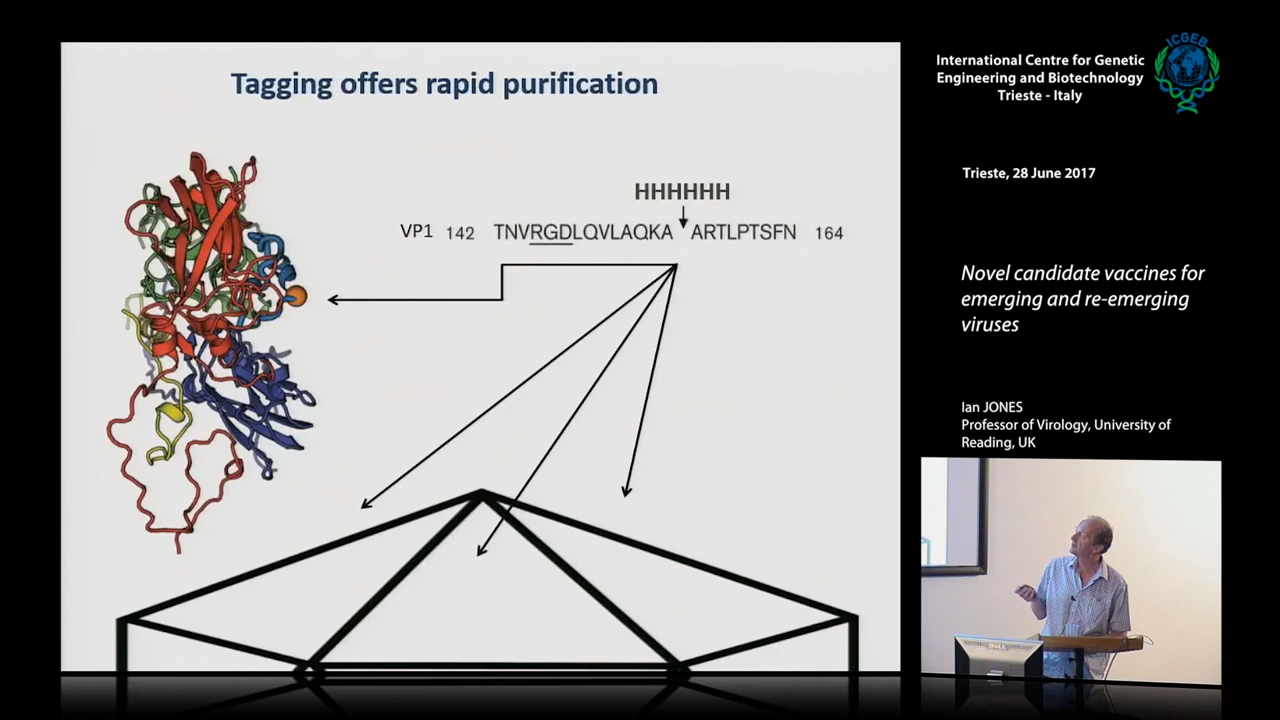 Tagging offers rapid purification
HHHHHH
VP1 142 TNVRGDLQVLAQKA ARTLPTSFN 164
International Centre for Genetic
Engineering and Biotechnology
Trieste - Italy
ICGEB
Trieste, 28 June 2017
Novel candidate vaccines for
emerging and re-emerging
viruses
Ian JONES
Professor of Virology, University of
Reading, UK